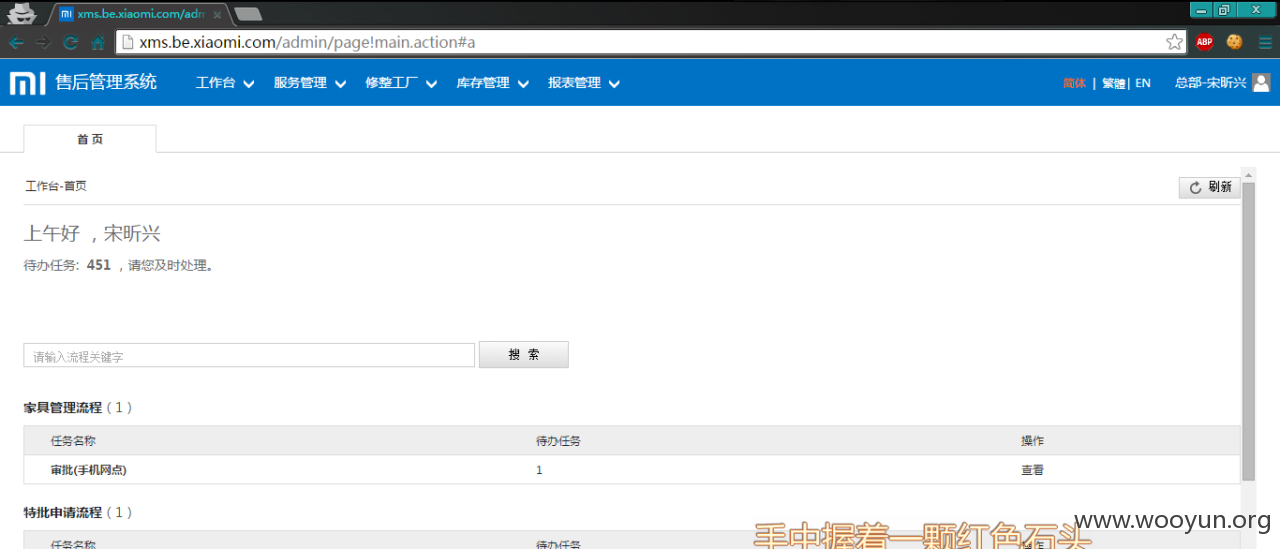 xms.be.xiaomi.com/adm
xms.be.xiaomi.com/admin/page!main.action#a
ABP
MI 售后管理系统 工作台 服务管理 修整工厂 库存管理 报表管理 简体 | 繁體 | EN 总部-宋昕兴
首 页
工作台-首页 刷新
上午好 ，宋昕兴
待办任务: 451 ，请您及时处理。
请输入流程关键字 搜 索
家具管理流程 ( 1 )
任务名称 待办任务 操作
审批(手机网点) 1 查看
特批申请流程 ( 1 )
任务名称 待办任务 操作
手中握着一颗红色石头
www.wooyun.org